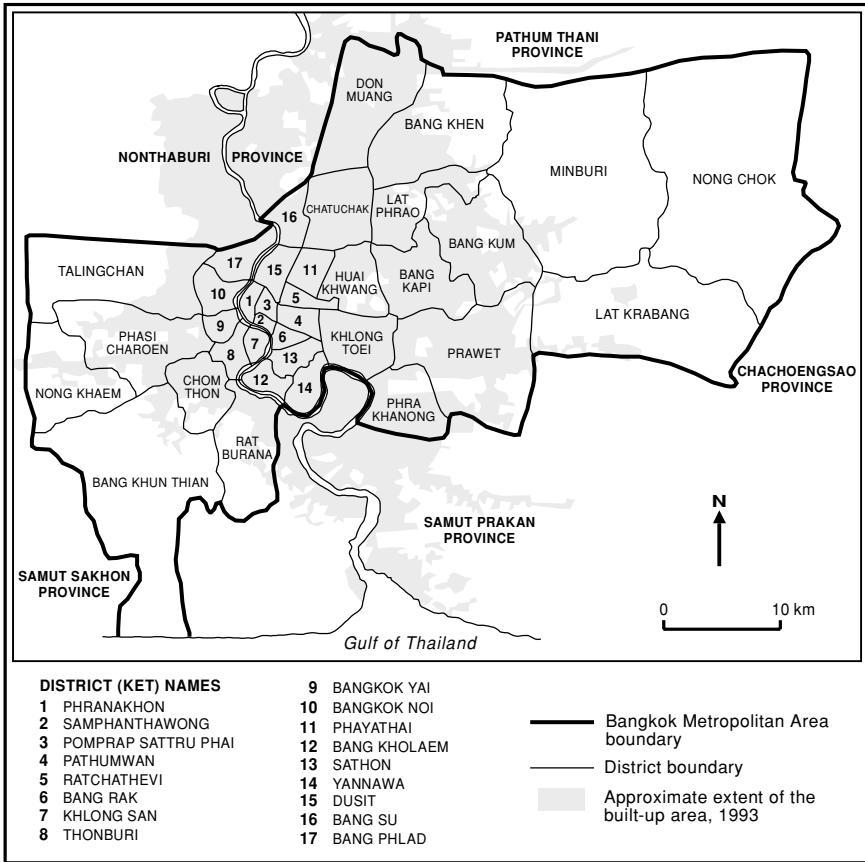 PATHUM THANI
PROVINCE
DON
MUANG
BANG KHEN
NONTHABURI PROVINCE
MINBURI
NONG CHOK
LAT
PHRAO
CHATUCHAK
16
BANG KUM
17
15
11
HUAI
KHWANG
BANG
KAPI
TALINGCHAN
10
1
3
5
LAT KRABANG
2
4
9
6
PHASI
CHAROEN
7
KHLONG
TOEI
8
13
PRAWET
CHACHOENGSAO
PROVINCE
NONG KHAEM
CHOM
THON
12
14
PHRA
KHANONG
RAT
BURANA
BANG KHUN THIAN
N
SAMUT PRAKAN
PROVINCE
SAMUT SAKHON
PROVINCE
0 10 km
Gulf of Thailand
DISTRICT (KET) NAMES
1 PHRANAKHON
2 SAMPHANTHAWONG
3 POMPRAP SATTRU PHAI
4 PATHUMWAN
5 RATCHATHEVI
6 BANG RAK
7 KHLONG SAN
8 THONBURI
9 BANGKOK YAI
10 BANGKOK NOI
11 PHAYATHAI
12 BANG KHOLAEM
13 SATHON
14 YANNAWA
15 DUSIT
16 BANG SU
17 BANG PHLAD
Bangkok Metropolitan Area
boundary
District boundary
Approximate extent of the
built-up area, 1993